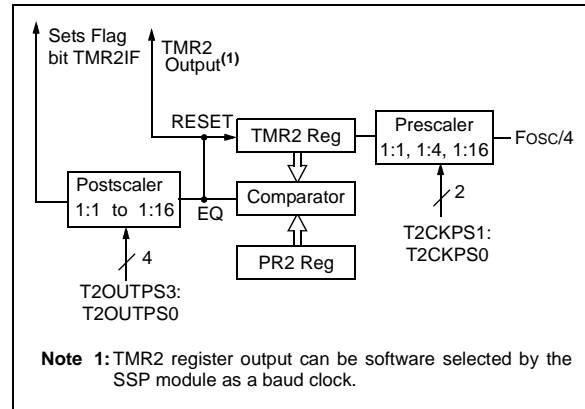 Sets Flag
bit TMR2IF
TMR2
Output(1)
RESET
TMR2 Reg
Prescaler
1:1, 1:4, 1:16
FOSC/4
2
T2CKPS1:
T2CKPS0
Postscaler
1:1 to 1:16
EQ
Comparator
4
T2OUTPS3:
T2OUTPS0
PR2 Reg
Note 1: TMR2 register output can be software selected by the
SSP module as a baud clock.